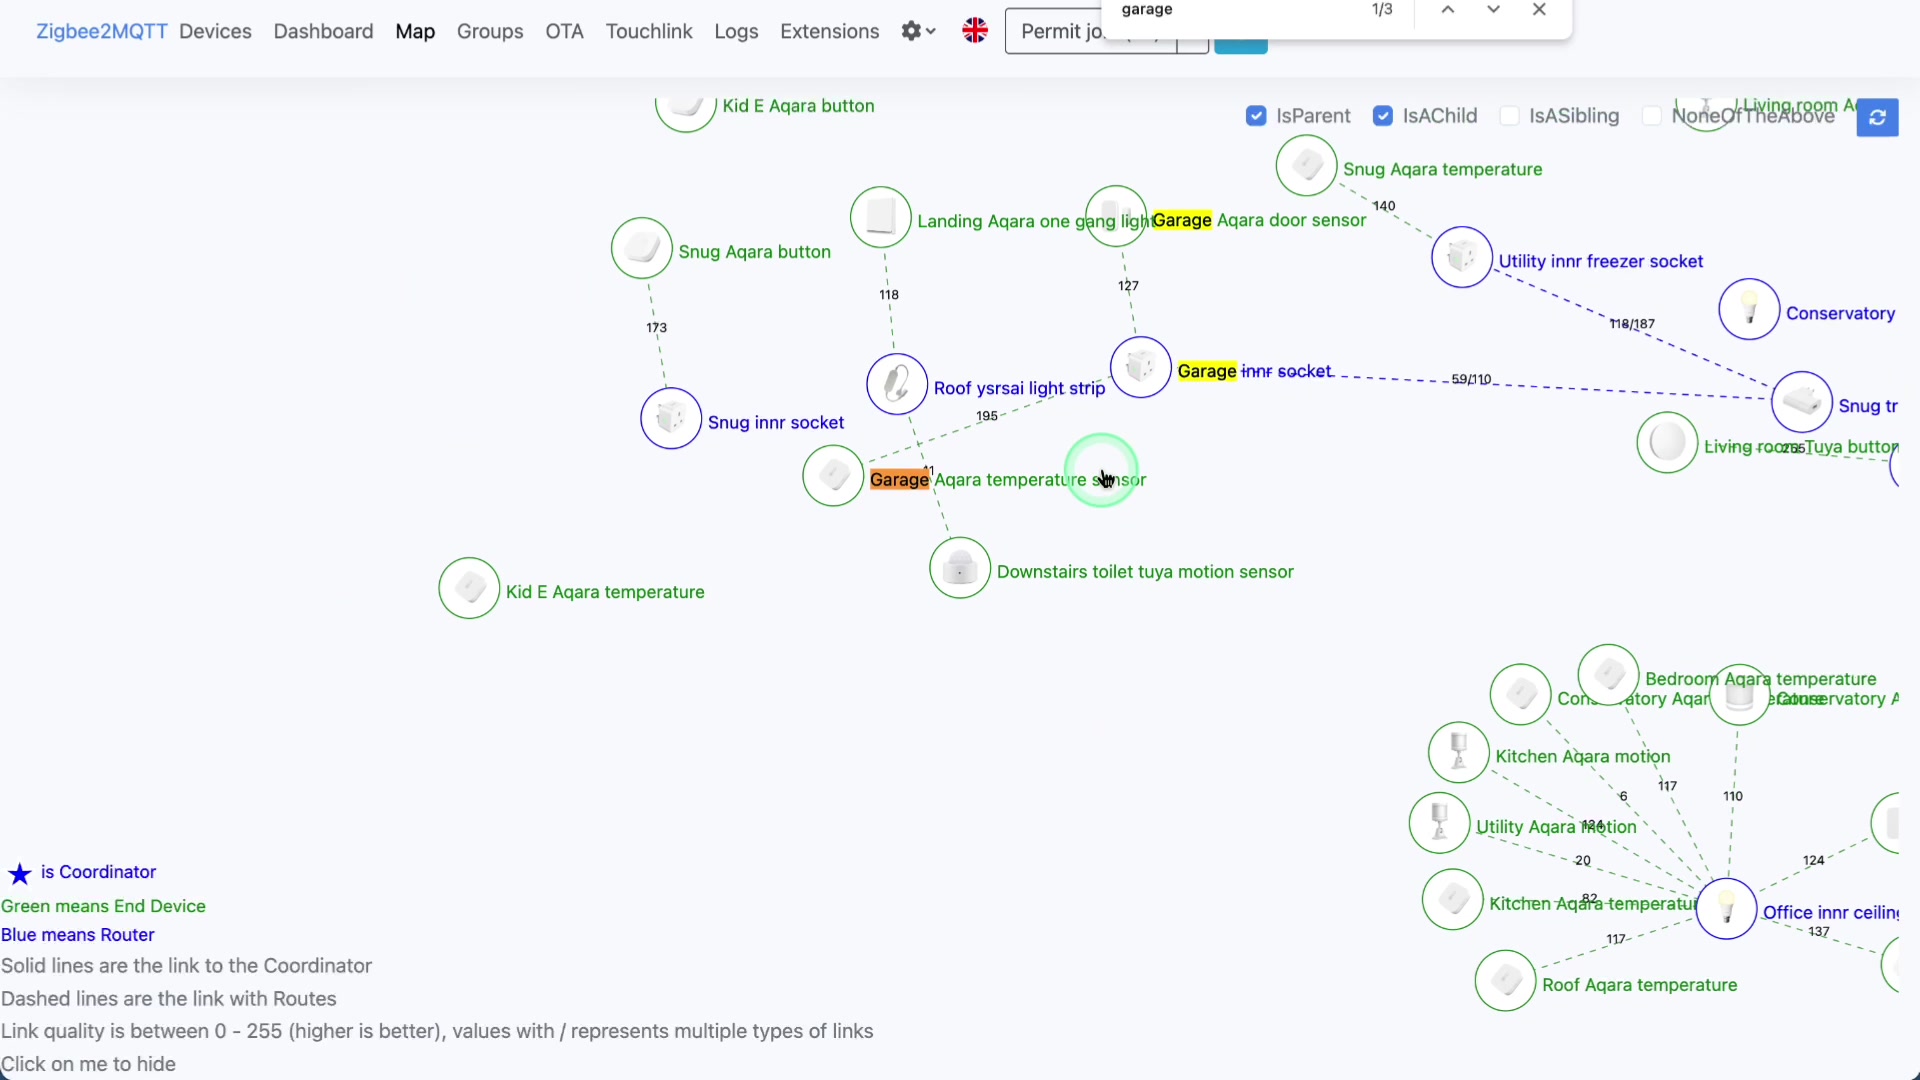 Zigbee2MQTT Devices Dashboard Map Groups OTA Touchlink Logs Extensions Permit jo
garage 1/3
Kid E Aqara button
IsParent IsAChild IsASibling NoneOfTheAbove
Living room A
Snug Aqara temperature
140
Landing Aqara one gang light
Garage Aqara door sensor
Snug Aqara button
Utility innr freezer socket
118
127
173
118/187
Conservatory
Garage innr socket
59/110
Roof ysrsai light strip
195
Snug tr
Snug innr socket
Living room Tuya button
255
Garage Aqara temperature sensor
Downstairs toilet tuya motion sensor
Kid E Aqara temperature
Bedroom Aqara temperature
Kitchen Aqara motion
117
6
110
Utility Aqara motion
124
20
124
82
Kitchen Aqara temperatu
Office innr ceiling
117
137
Roof Aqara temperature
is Coordinator
Green means End Device
Blue means Router
Solid lines are the link to the Coordinator
Dashed lines are the link with Routes
Link quality is between 0 - 255 (higher is better), values with / represents multiple types of links
Click on me to hide